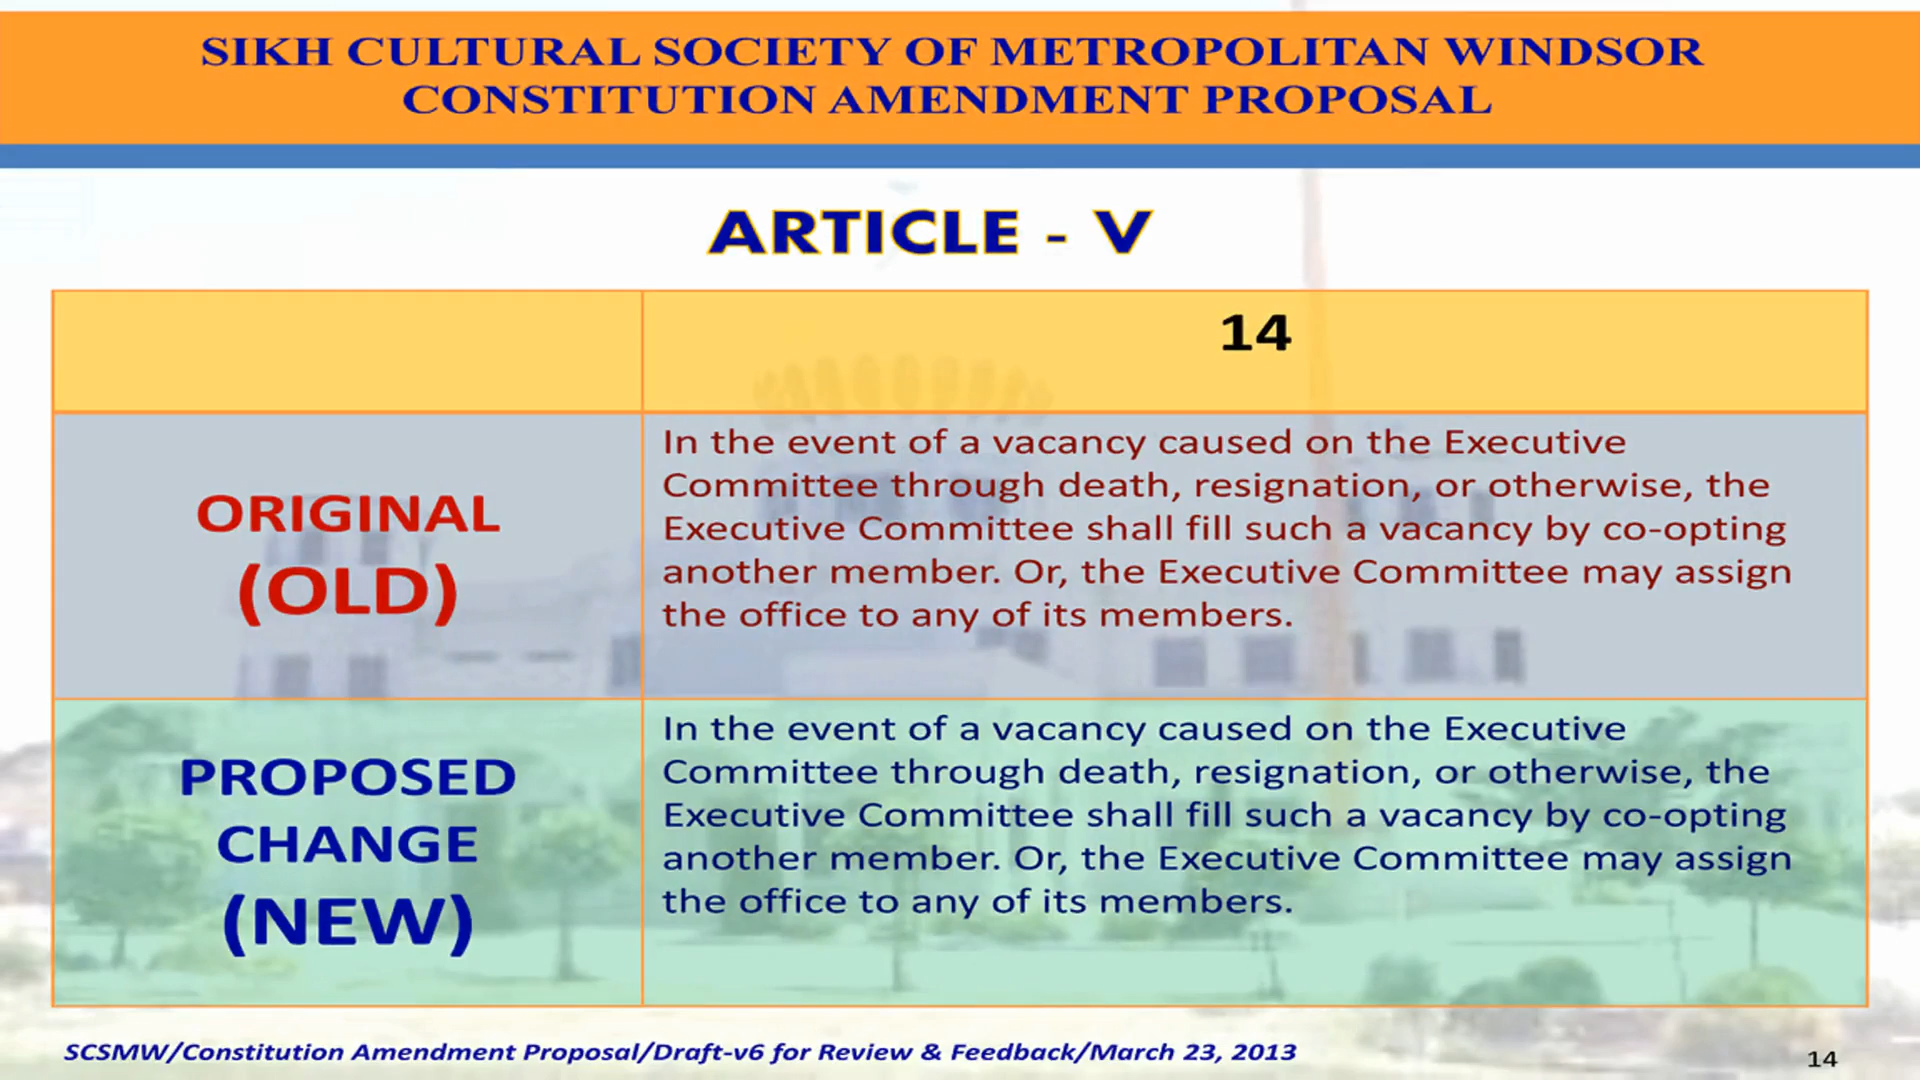 SIKH CULTURAL SOCIETY OF METROPOLITAN WINDSOR
CONSTITUTION AMENDMENT PROPOSAL
ARTICLE - V
14
ORIGINAL
(OLD)
In the event of a vacancy caused on the Executive
Committee through death, resignation, or otherwise, the
Executive Committee shall fill such a vacancy by co-opting
another member. Or, the Executive Committee may assign
the office to any of its members.
PROPOSED
CHANGE
(NEW)
In the event of a vacancy caused on the Executive
Committee through death, resignation, or otherwise, the
Executive Committee shall fill such a vacancy by co-opting
another member. Or, the Executive Committee may assign
the office to any of its members.
SCSMW/Constitution Amendment Proposal/Draft-v6 for Review & Feedback/March 23, 2013
14